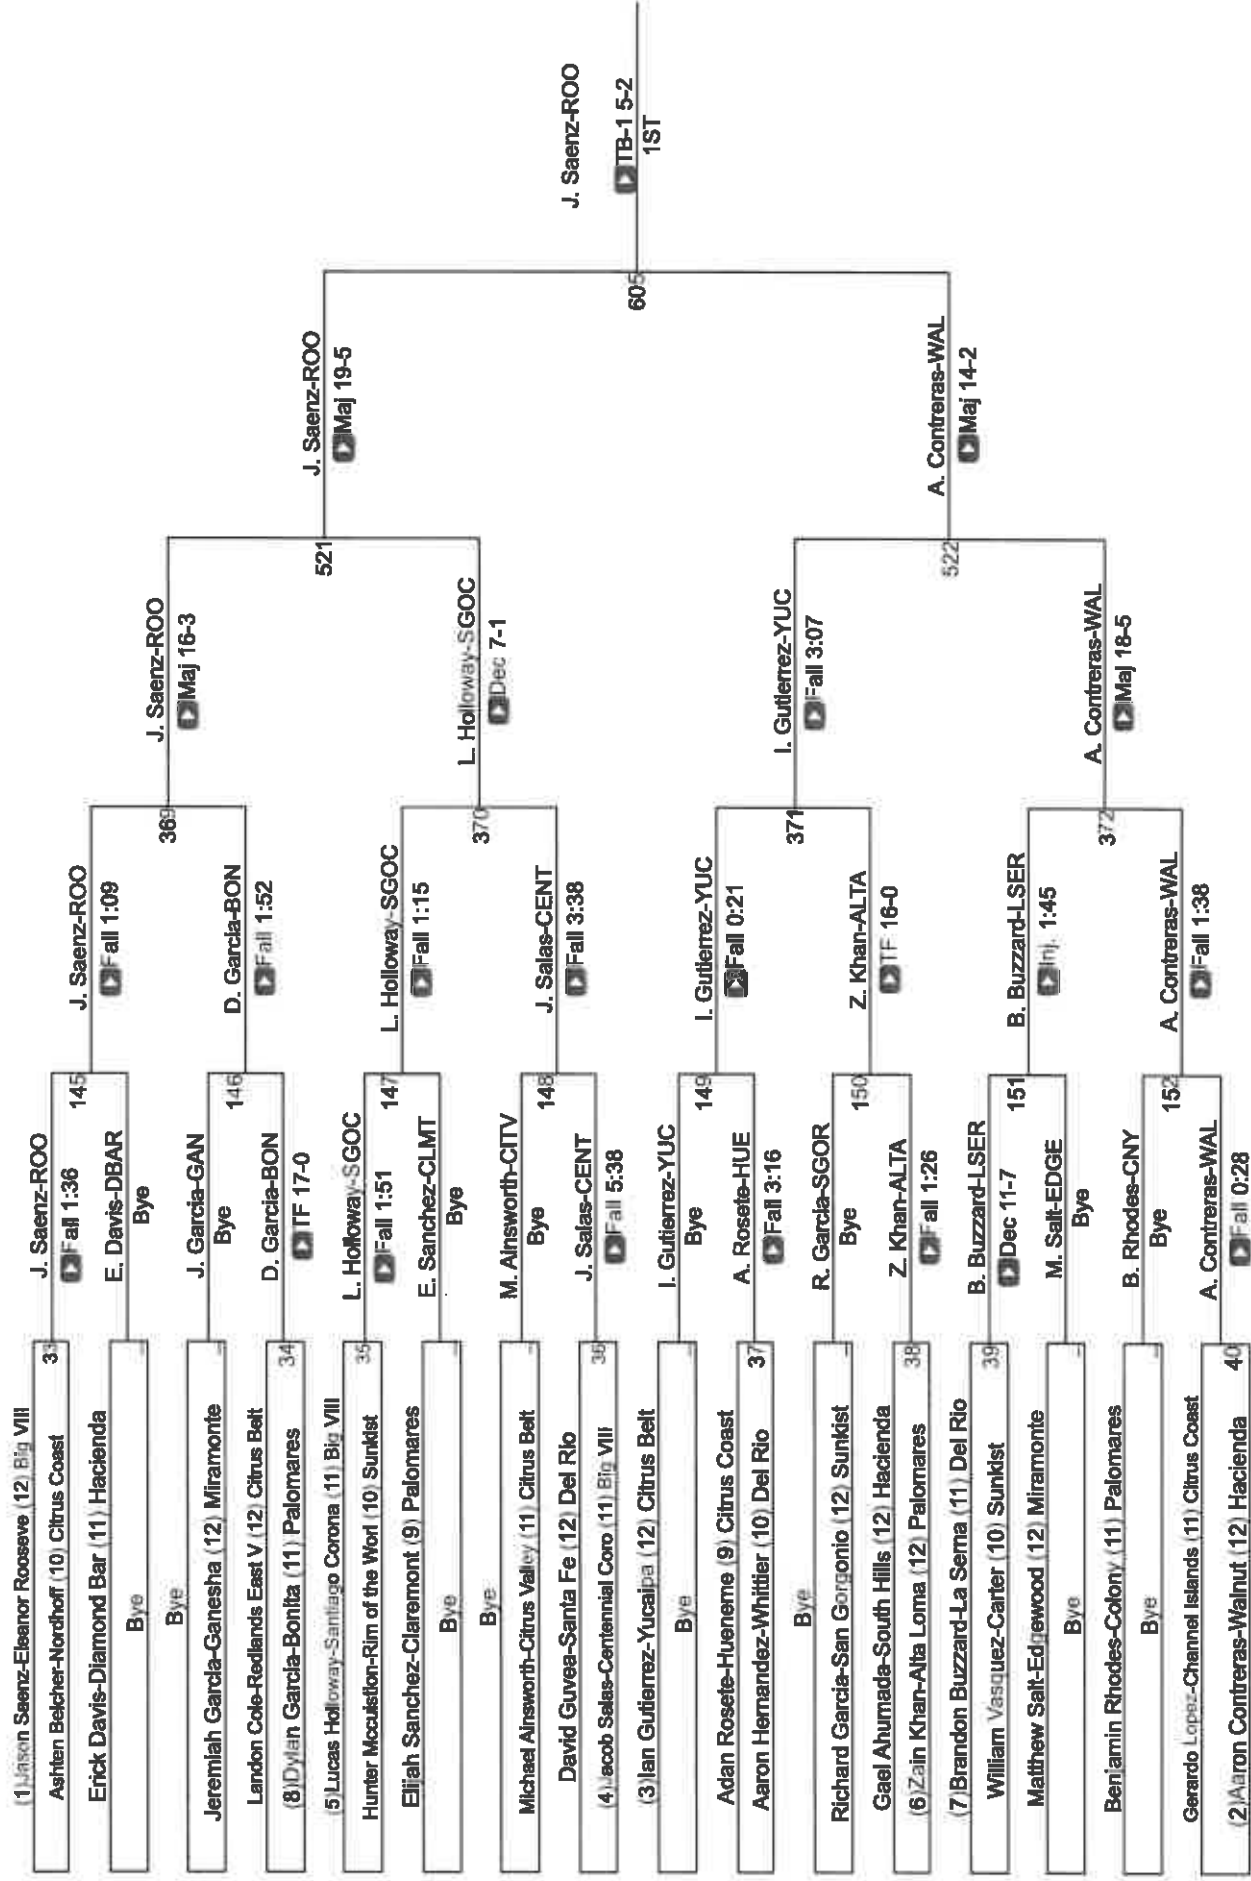 (1)Jason Saenz-Eleanor Rooseve (12) Big VIII
Ashten Belcher-Nordhoff (10) Citrus Coast
33
Erick Davis-Diamond Bar (11) Hacienda
Bye
Bye
Jeremiah Garcia-Ganesha (12) Miramonte
Landon Cole-Redlands East V (12) Citrus Belt
(8)Dylan Garcia-Bonita (11) Palomares
34
(5)Lucas Holloway-Santiago Corona (11) Big VIII
Hunter Mccuistion-Rim of the Worl (10) Sunkist
35
Elijah Sanchez-Claremont (9) Palomares
Bye
Bye
Michael Ainsworth-Citrus Valley (11) Citrus Belt
David Guvea-Santa Fe (12) Del Rio
(4)Jacob Salas-Centennial Coro (11) Big VIII
36
(3)Ian Gutierrez-Yucaipa (12) Citrus Belt
Bye
Adan Rosete-Hueneme (9) Citrus Coast
Aaron Hernandez-Whittier (10) Del Rio
37
Bye
Richard Garcia-San Gorgonio (12) Sunkist
Gael Ahumada-South Hills (12) Hacienda
(6)Zain Khan-Alta Loma (12) Palomares
38
(7)Brandon Buzzard-La Serna (11) Del Rio
William Vasquez-Carter (10) Sunkist
39
Matthew Salt-Edgewood (12) Miramonte
Bye
Benjamin Rhodes-Colony (11) Palomares
Bye
Gerardo Lopez-Channel Islands (11) Citrus Coast
(2)Aaron Contreras-Walnut (12) Hacienda
40
J. Saenz-ROO
Fall 1:36
145
E. Davis-DBAR
Bye
J. Garcia-GAN
Bye
146
D. Garcia-BON
TF 17-0
L. Holloway-SGOC
Fall 1:51
147
E. Sanchez-CLMT
Bye
M. Ainsworth-CITV
Bye
148
J. Salas-CENT
Fall 5:38
I. Gutierrez-YUC
Bye
149
A. Rosete-HUE
Fall 3:16
R. Garcia-SGOR
Bye
150
Z. Khan-ALTA
Fall 1:26
B. Buzzard-LSER
Dec 11-7
151
M. Salt-EDGE
Bye
B. Rhodes-CNY
Bye
152
A. Contreras-WAL
Fall 0:28
J. Saenz-ROO
Fall 1:09
369
D. Garcia-BON
Fall 1:52
L. Holloway-SGOC
Fall 1:15
370
J. Salas-CENT
Fall 3:38
I. Gutierrez-YUC
Fall 0:21
371
Z. Khan-ALTA
TF 16-0
B. Buzzard-LSER
Inj. 1:45
372
A. Contreras-WAL
Fall 1:38
J. Saenz-ROO
Maj 16-3
521
L. Holloway-SGOC
Dec 7-1
I. Gutierrez-YUC
Fall 3:07
522
A. Contreras-WAL
Maj 18-5
J. Saenz-ROO
Maj 19-5
605
A. Contreras-WAL
Maj 14-2
J. Saenz-ROO
TB-1 5-2
1ST